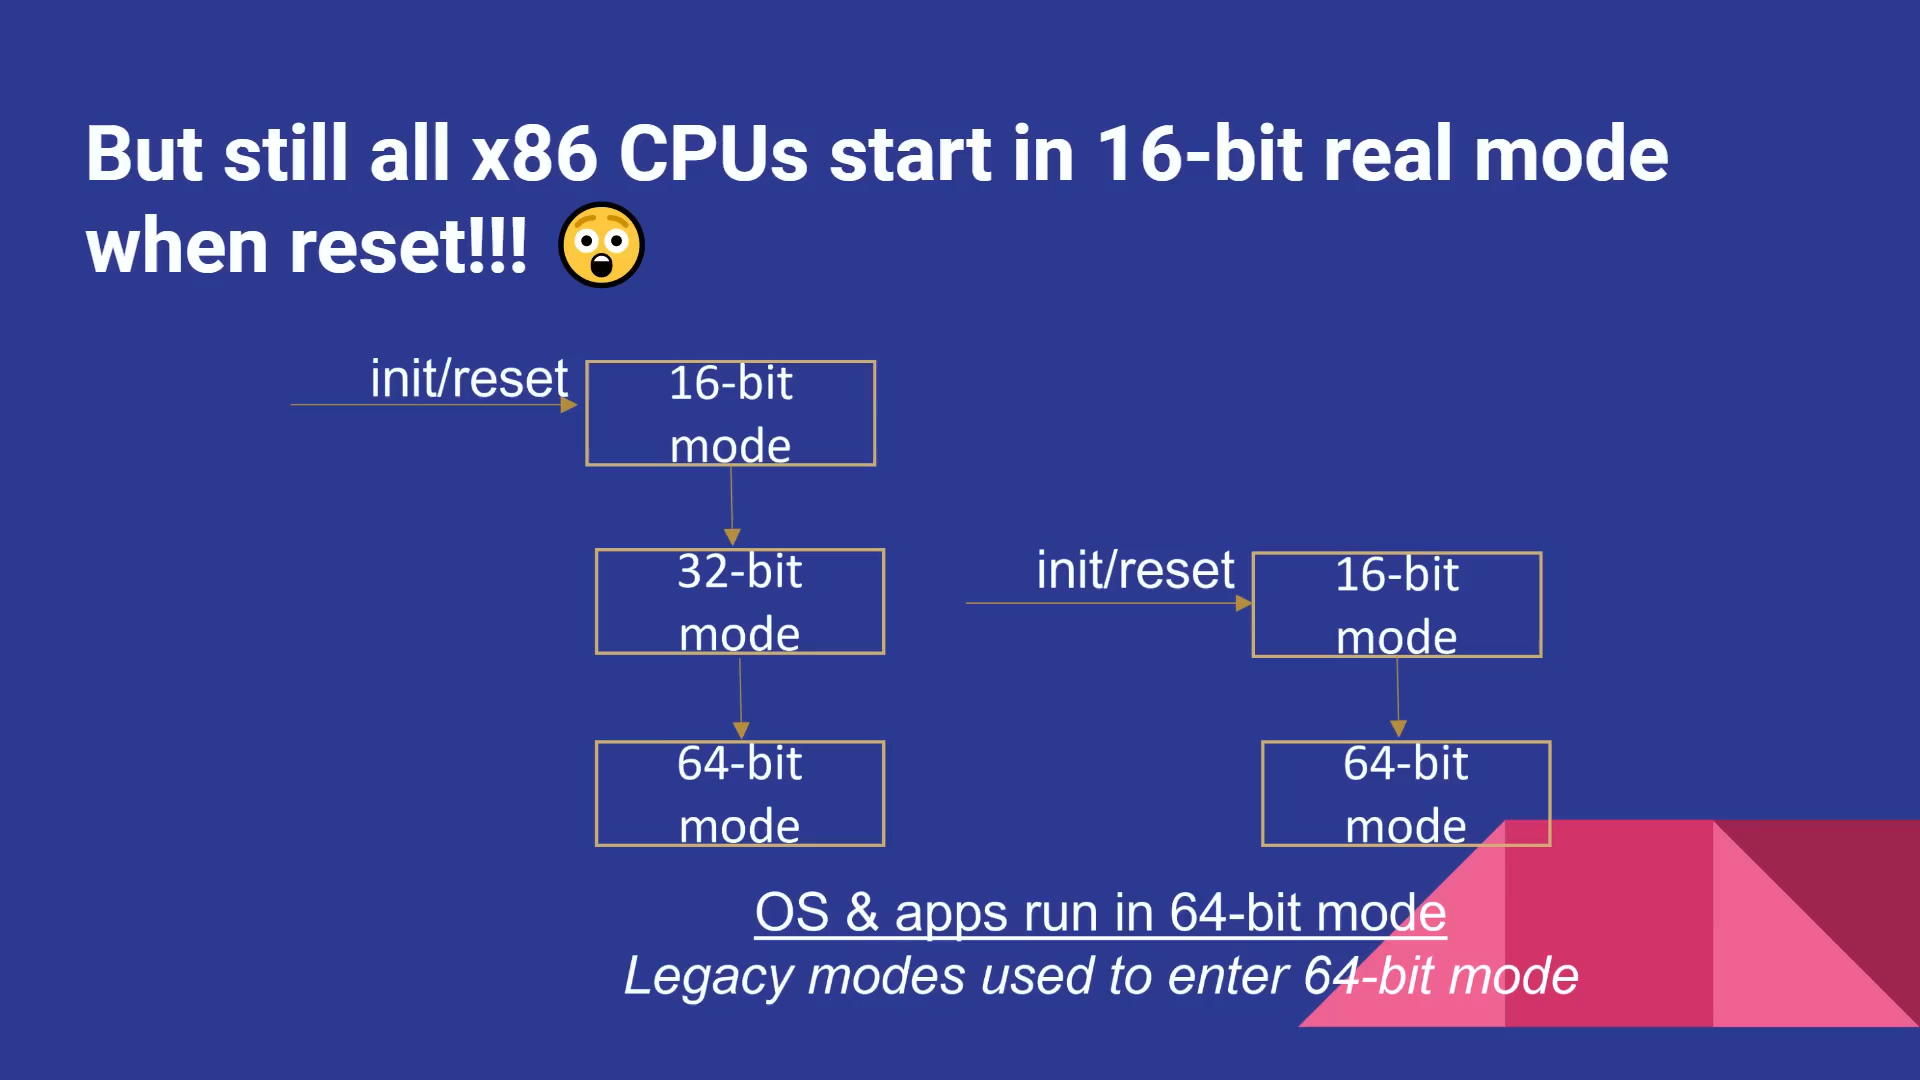 But still all x86 CPUs start in 16-bit real mode
when reset!!! 😲
init/reset
16-bit
mode
32-bit
mode
64-bit
mode
init/reset
16-bit
mode
64-bit
mode
OS & apps run in 64-bit mode
Legacy modes used to enter 64-bit mode